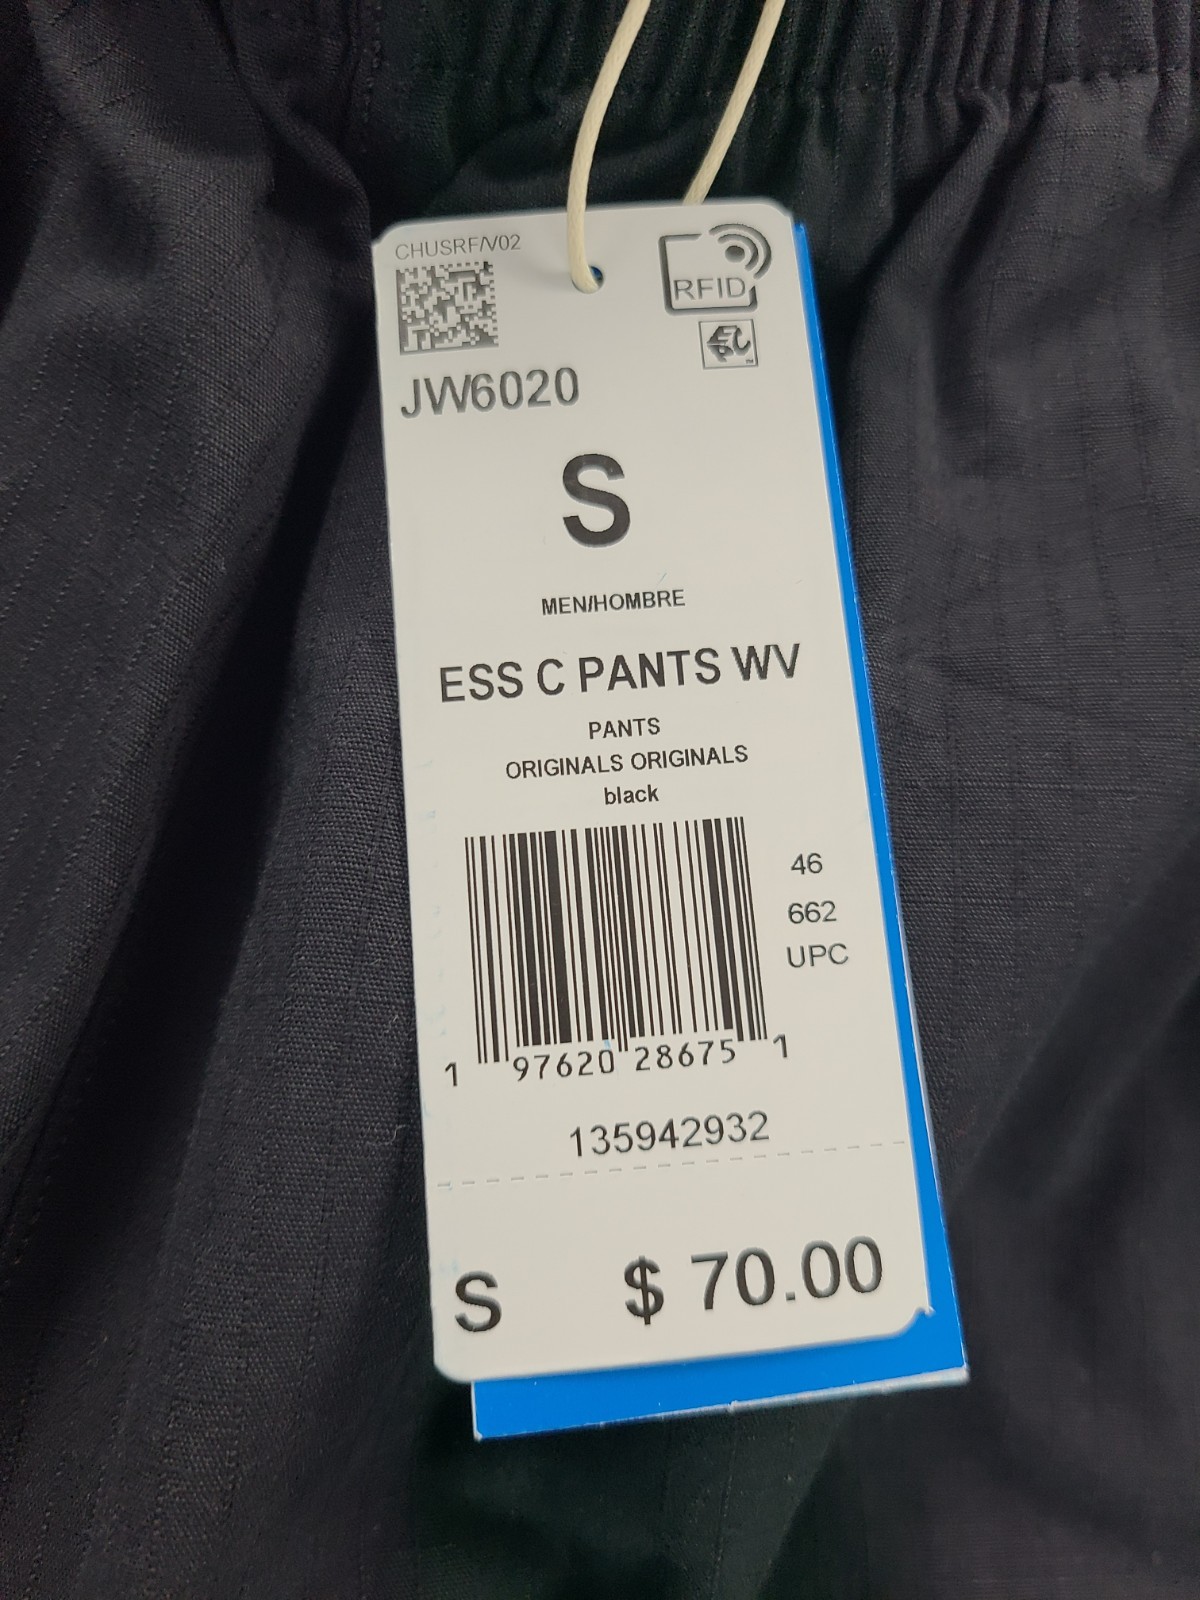 CHUSRF/V02
RFID
EPC
JW6020
S
MEN/HOMBRE
ESS C PANTS WV
PANTS
ORIGINALS ORIGINALS
black
46
662
UPC
1 97620 28675 1
135942932
S $ 70.00